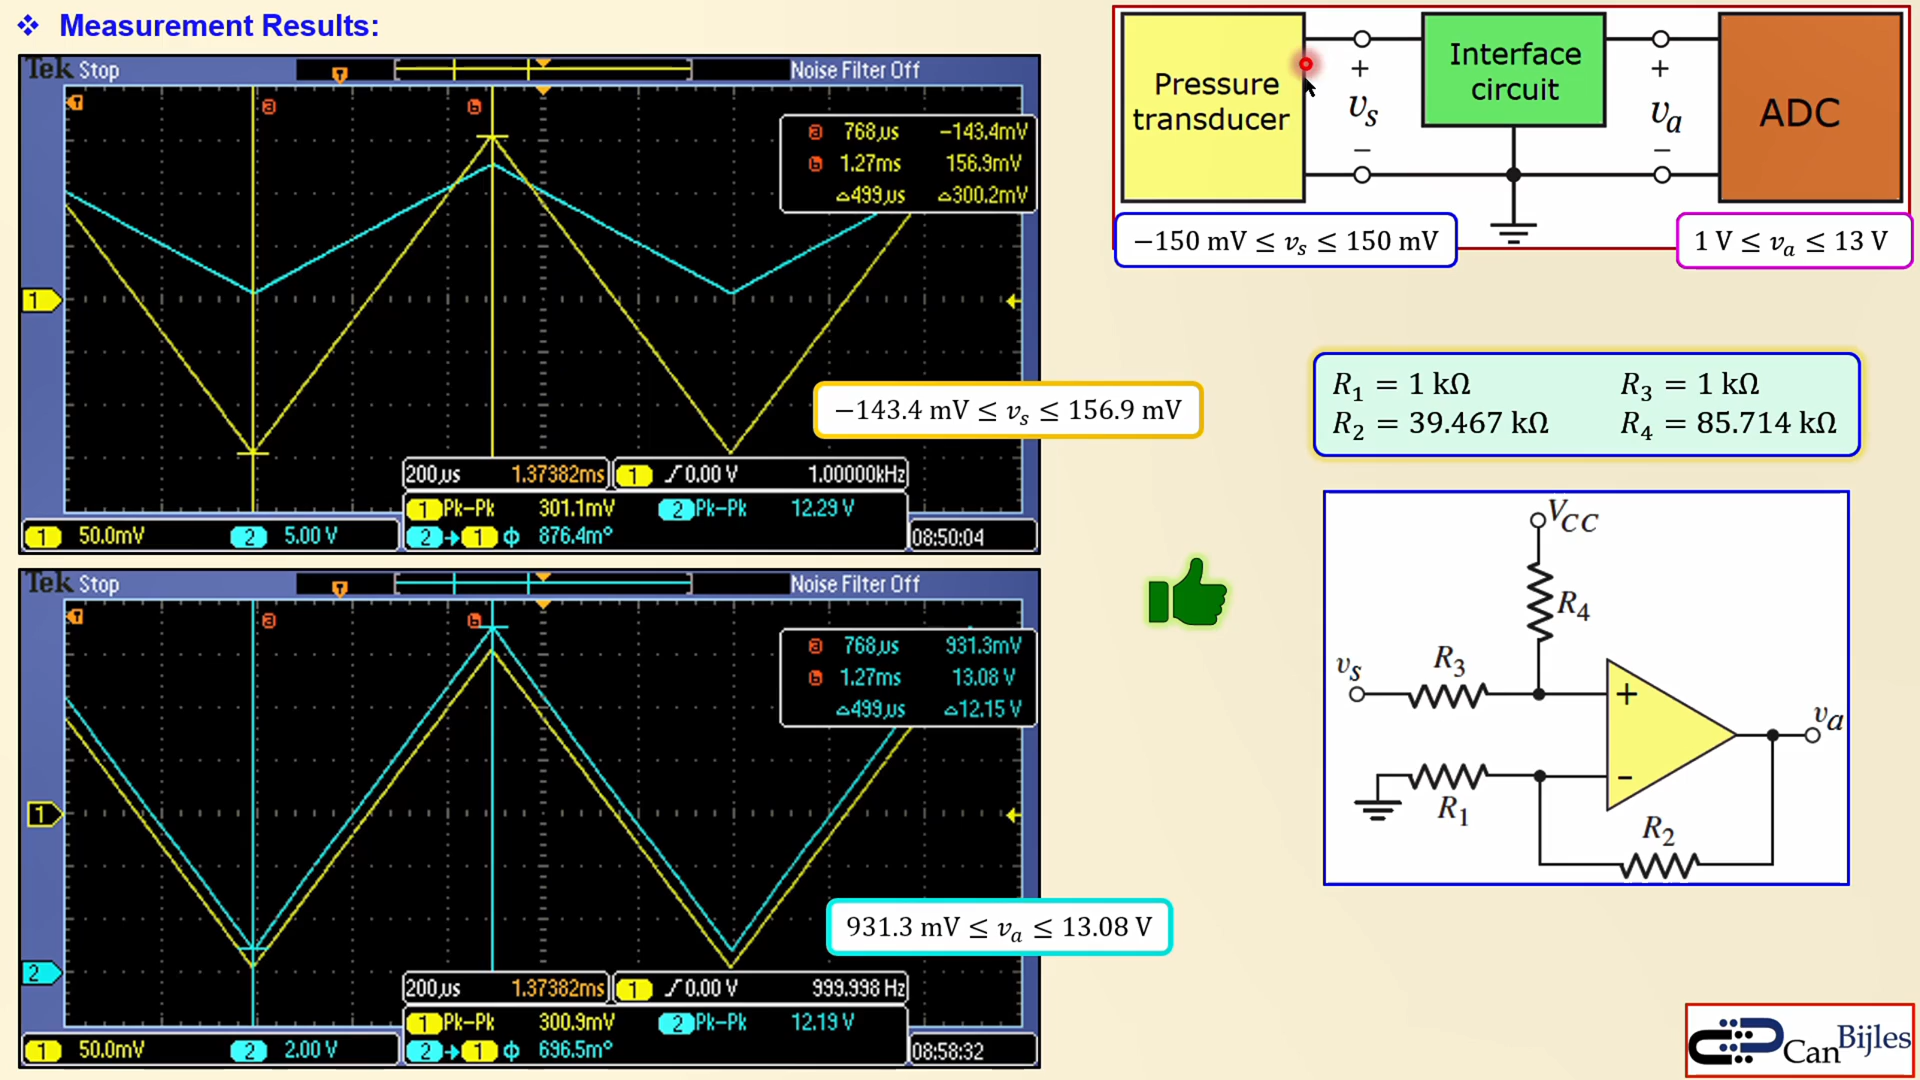 ❖ Measurement Results:
Tek Stop
Noise Filter Off
a 768µs −143.4mV
b 1.27ms 156.9mV
△499µs △300.2mV
a
b
1
200µs 1.37382ms 1 ∫0.00 V 1.00000kHz
1 Pk–Pk 301.1mV 2 Pk–Pk 12.29 V
1 50.0mV 2 5.00 V 2→1 ϕ 876.4m° 08:50:04
−143.4 mV ≤ vₛ ≤ 156.9 mV
Tek Stop
Noise Filter Off
a 768µs 931.3mV
b 1.27ms 13.08 V
△499µs △12.15 V
a
b
1
2
200µs 1.37382ms 1 ∫0.00 V 999.998 Hz
1 Pk–Pk 300.9mV 2 Pk–Pk 12.19 V
1 50.0mV 2 2.00 V 2→1 ϕ 696.5m° 08:58:32
931.3 mV ≤ vₐ ≤ 13.08 V
Pressure
transducer
+
vₛ
−
Interface
circuit
+
vₐ
−
ADC
−150 mV ≤ vₛ ≤ 150 mV
1 V ≤ vₐ ≤ 13 V
R₁ = 1 kΩ R₃ = 1 kΩ
R₂ = 39.467 kΩ R₄ = 85.714 kΩ
V_CC
R₄
vₛ
R₃
+
vₐ
−
R₁
R₂
CanBijles